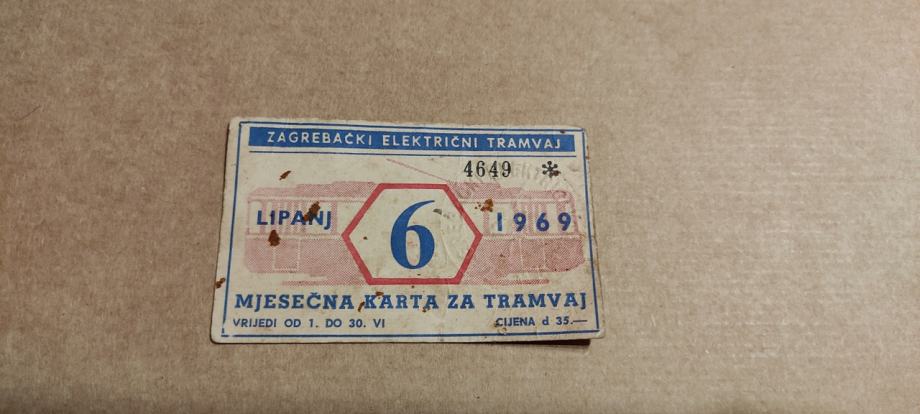 ZAGREBAČKI ELEKTRIČNI TRAMVAJ
4649 *
LIPANJ 6 1969
MJESEČNA KARTA ZA TRAMVAJ
VRIJEDI OD 1. DO 30. VI CIJENA d 35.—